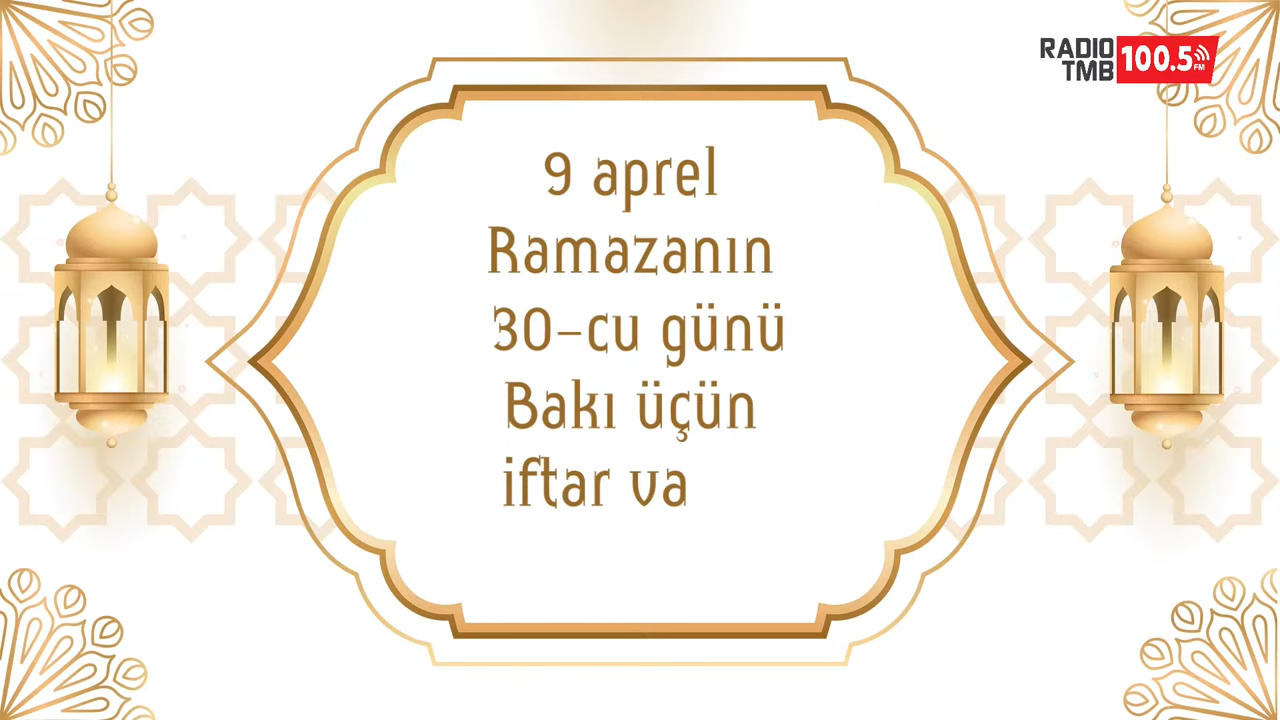 RADIO
TMB
100.5
FM
9 aprel
Ramazanın
30-cu günü
Bakı üçün
iftar va